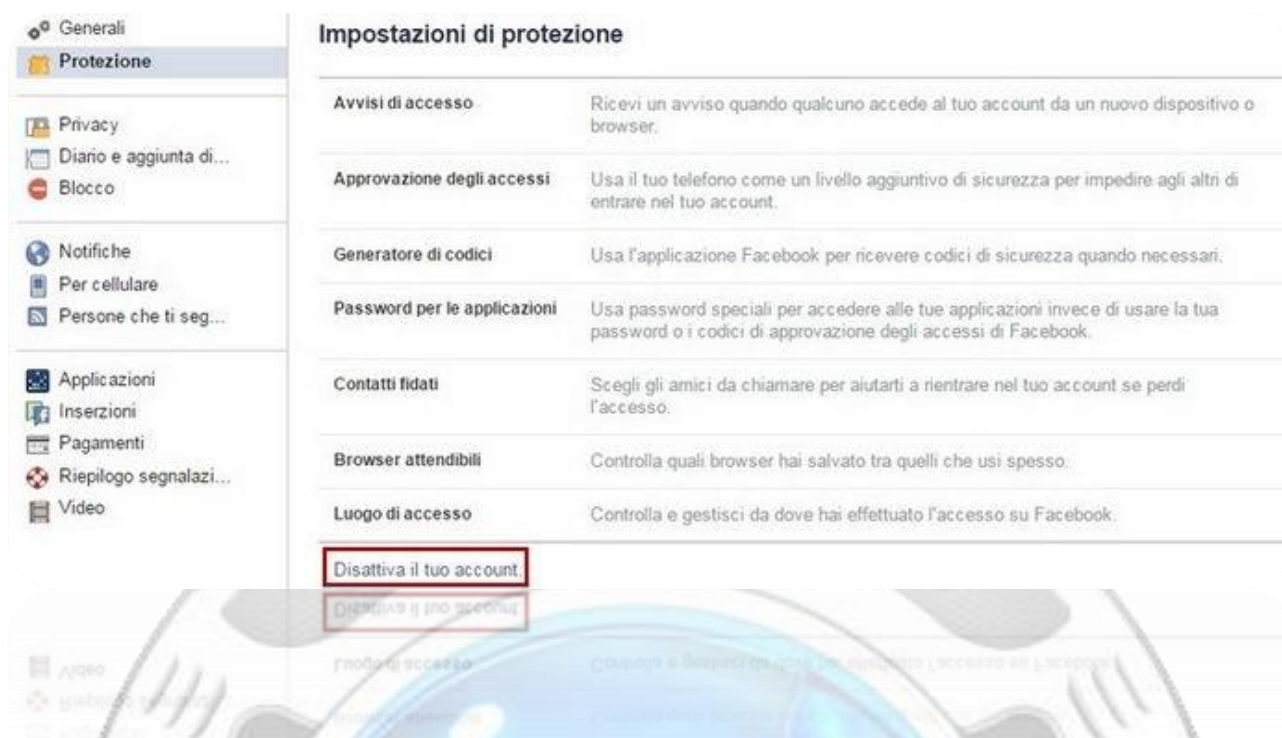 Generali
Protezione
Privacy
Diario e aggiunta di...
Blocco
Notifiche
Per cellulare
Persone che ti seg...
Applicazioni
Inserzioni
Pagamenti
Riepilogo segnalazi...
Video
Impostazioni di protezione
Avvisi di accesso
Ricevi un avviso quando qualcuno accede al tuo account da un nuovo dispositivo o
browser.
Approvazione degli accessi
Usa il tuo telefono come un livello aggiuntivo di sicurezza per impedire agli altri di
entrare nel tuo account.
Generatore di codici
Usa l'applicazione Facebook per ricevere codici di sicurezza quando necessari.
Password per le applicazioni
Usa password speciali per accedere alle tue applicazioni invece di usare la tua
password o i codici di approvazione degli accessi di Facebook.
Contatti fidati
Scegli gli amici da chiamare per aiutarti a rientrare nel tuo account se perdi
l'accesso.
Browser attendibili
Controlla quali browser hai salvato tra quelli che usi spesso.
Luogo di accesso
Controlla e gestisci da dove hai effettuato l'accesso su Facebook.
Disattiva il tuo account.